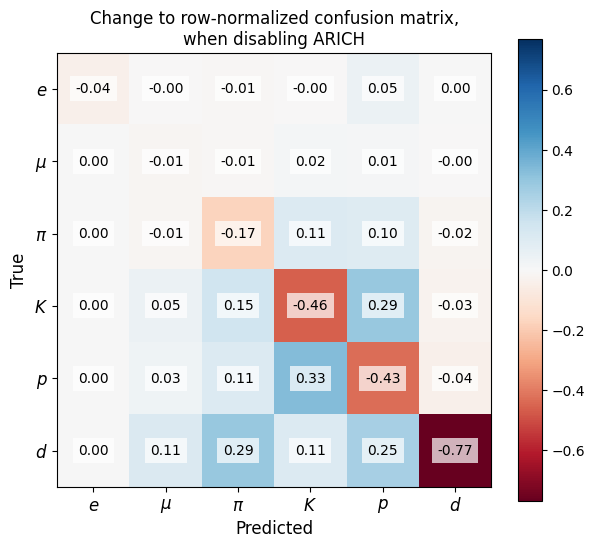 Change to row-normalized confusion matrix,
when disabling ARICH
e -0.04 -0.00 -0.01 -0.00 0.05 0.00
μ 0.00 -0.01 -0.01 0.02 0.01 -0.00
π 0.00 -0.01 -0.17 0.11 0.10 -0.02
K 0.00 0.05 0.15 -0.46 0.29 -0.03
p 0.00 0.03 0.11 0.33 -0.43 -0.04
d 0.00 0.11 0.29 0.11 0.25 -0.77
e μ π K p d
True
Predicted
0.6
0.4
0.2
0.0
−0.2
−0.4
−0.6